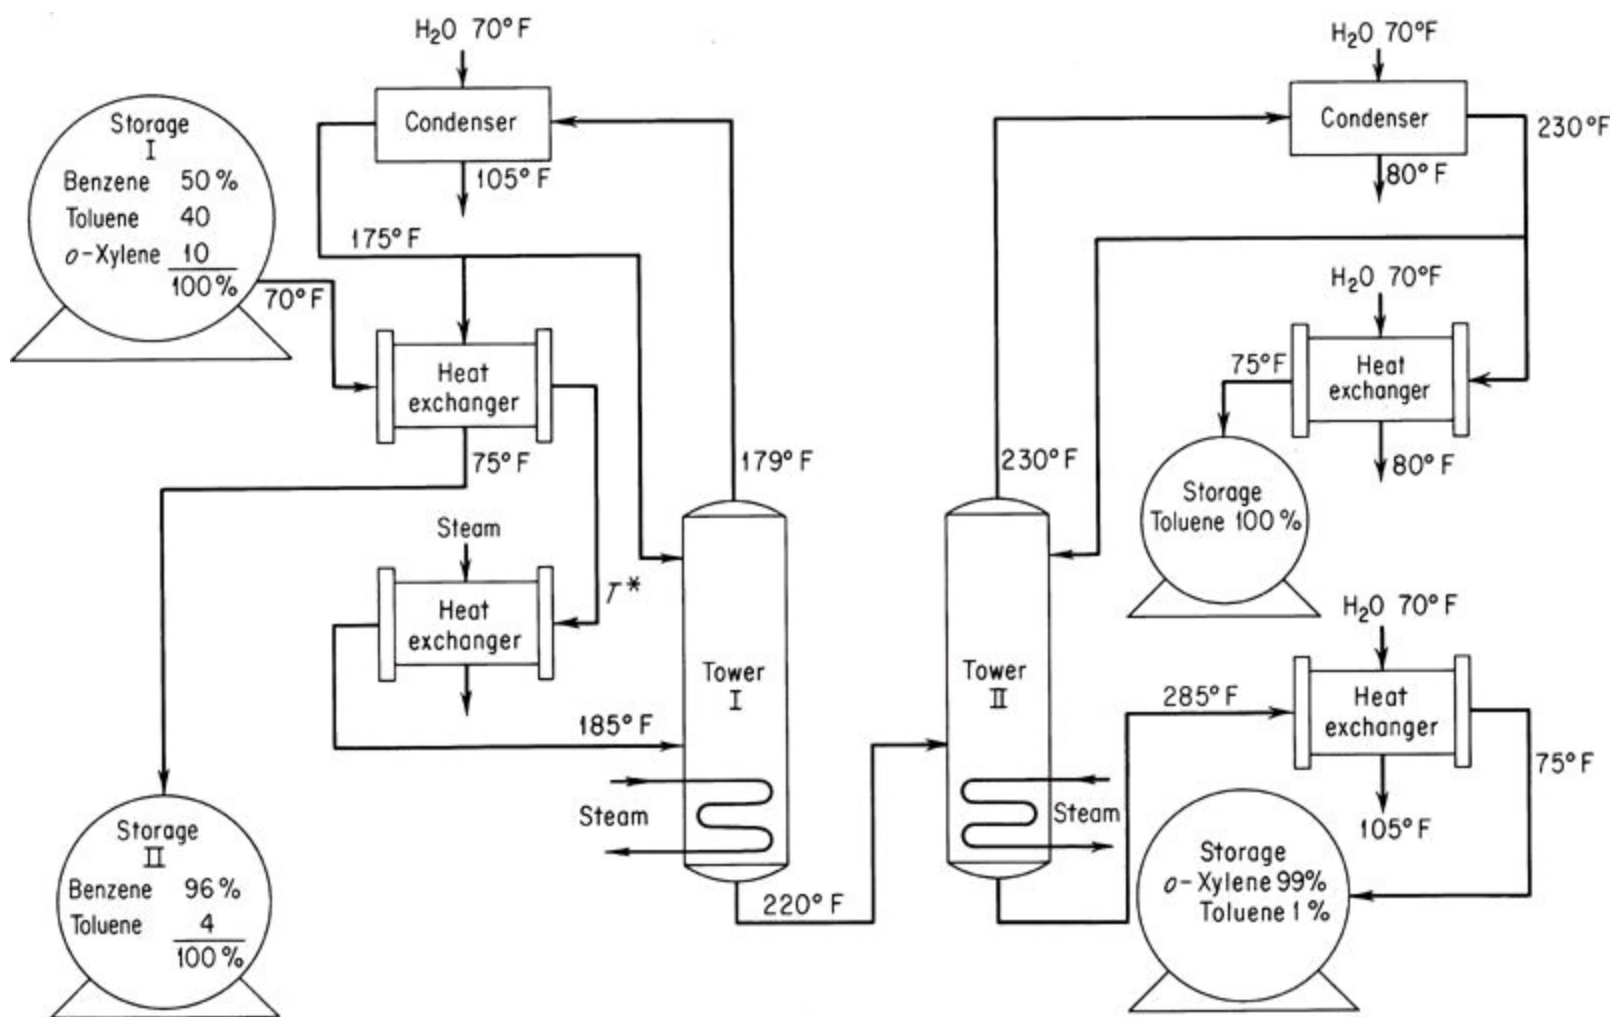 H₂O 70°F
Condenser
105°F
175°F
Storage
I
Benzene 50%
Toluene 40
o-Xylene 10
100%
70°F
Heat
exchanger
75°F
Steam
Heat
exchanger
T*
185°F
179°F
Tower
I
Steam
220°F
Storage
II
Benzene 96%
Toluene 4
100%
H₂O 70°F
Condenser
230°F
80°F
230°F
H₂O 70°F
Heat
exchanger
75°F
80°F
Storage
Toluene 100%
Tower
II
Steam
285°F
H₂O 70°F
Heat
exchanger
75°F
105°F
Storage
o-Xylene 99%
Toluene 1%